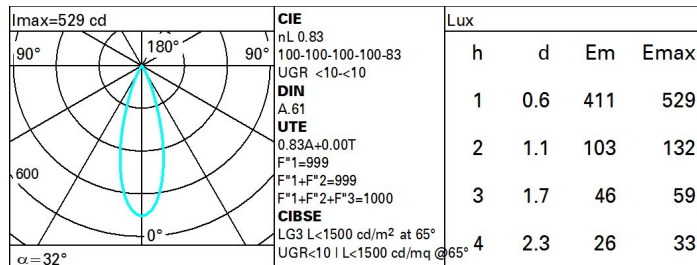 Imax=529 cd
90° 180° 90°
600
0°
α=32°
CIE
nL 0.83
100-100-100-100-83
UGR <10-<10
DIN
A.61
UTE
0.83A+0.00T
F"1=999
F"1+F"2=999
F"1+F"2+F"3=1000
CIBSE
LG3 L<1500 cd/m² at 65°
UGR<10 | L<1500 cd/mq @65°
Lux
h d Em Emax
1 0.6 411 529
2 1.1 103 132
3 1.7 46 59
4 2.3 26 33